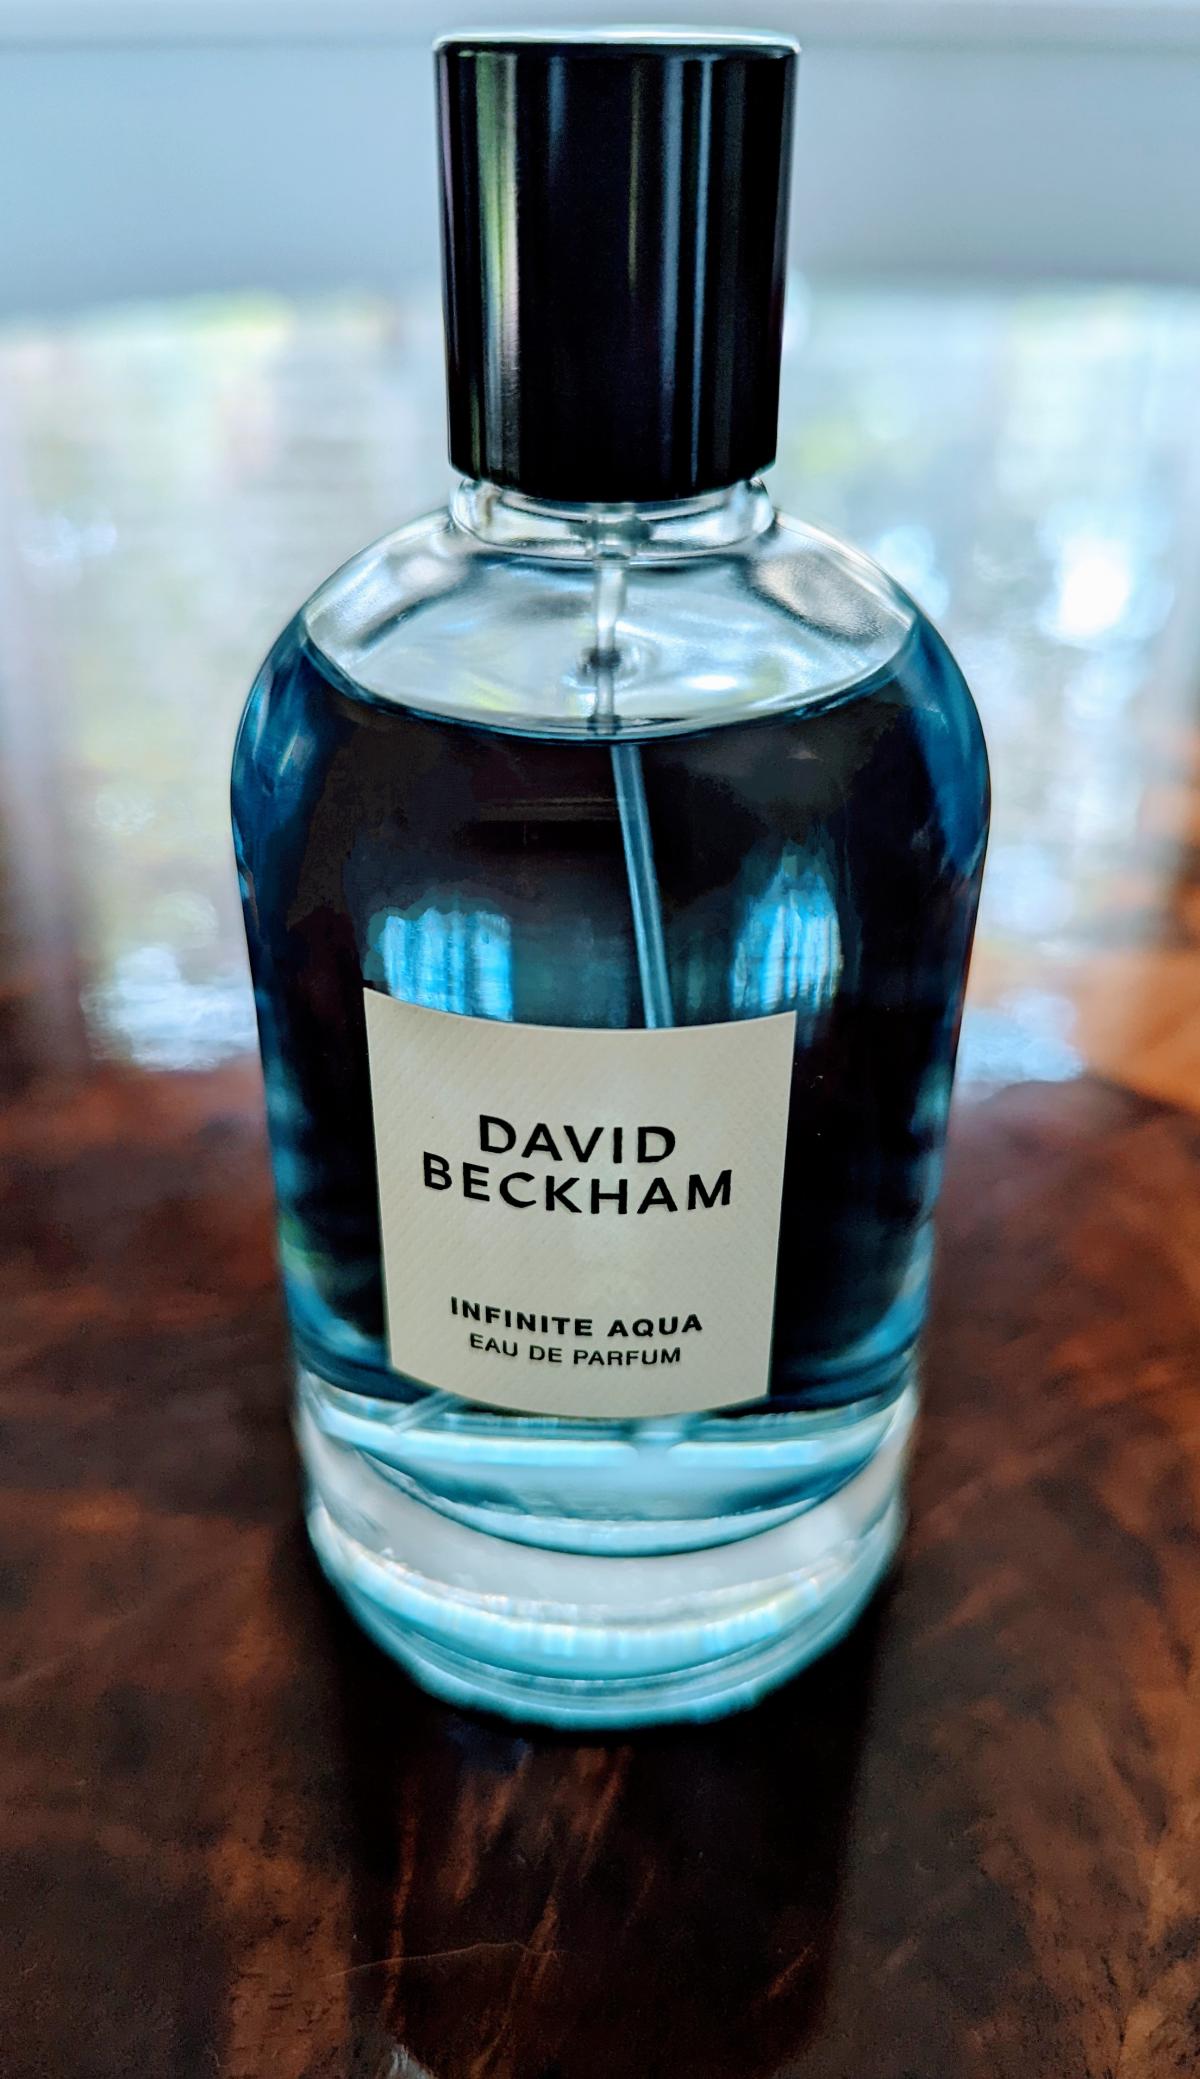 DAVID
BECKHAM
INFINITE AQUA
EAU DE PARFUM